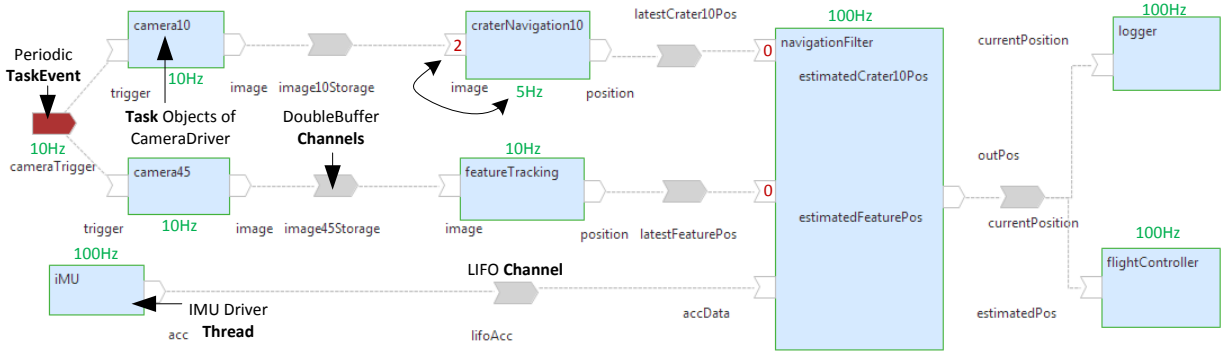 latestCrater10Pos
100Hz
100Hz
camera10
craterNavigation10
logger
Periodic
TaskEvent
2
0
navigationFilter
currentPosition
estimatedCrater10Pos
10Hz
trigger
image
image10Storage
image
5Hz
position
Task Objects of
CameraDriver
DoubleBuffer
Channels
10Hz
cameraTrigger
10Hz
camera45
featureTracking
outPos
0
estimatedFeaturePos
trigger
10Hz
image
image45Storage
image
position
latestFeaturePos
currentPosition
100Hz
100Hz
iMU
LIFO Channel
flightController
IMU Driver
Thread
acc
lifoAcc
accData
estimatedPos